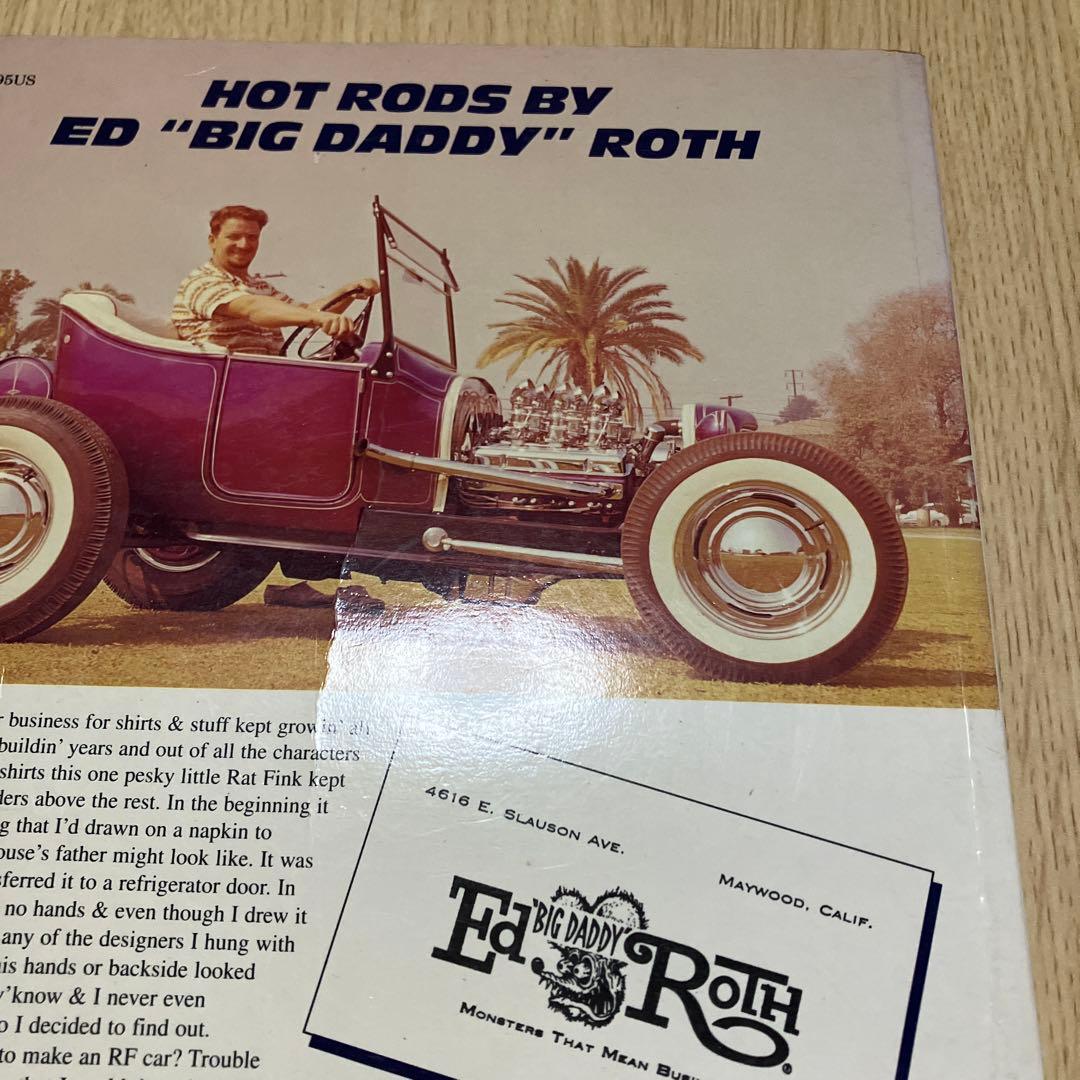 95US
HOT RODS BY
ED "BIG DADDY" ROTH
business for shirts & stuff kept growin' all
buildin' years and out of all the characters
shirts this one pesky little Rat Fink kept
ders above the rest. In the beginning it
g that I'd drawn on a napkin to
ouse's father might look like. It was
sferred it to a refrigerator door. In
no hands & even though I drew it
any of the designers I hung with
is hands or backside looked
y'know & I never even
o I decided to find out.
to make an RF car? Trouble
4616 E. SLAUSON AVE.
MAYWOOD, CALIF.
Ed "BIG DADDY" ROTH®
MONSTERS THAT MEAN BUSI